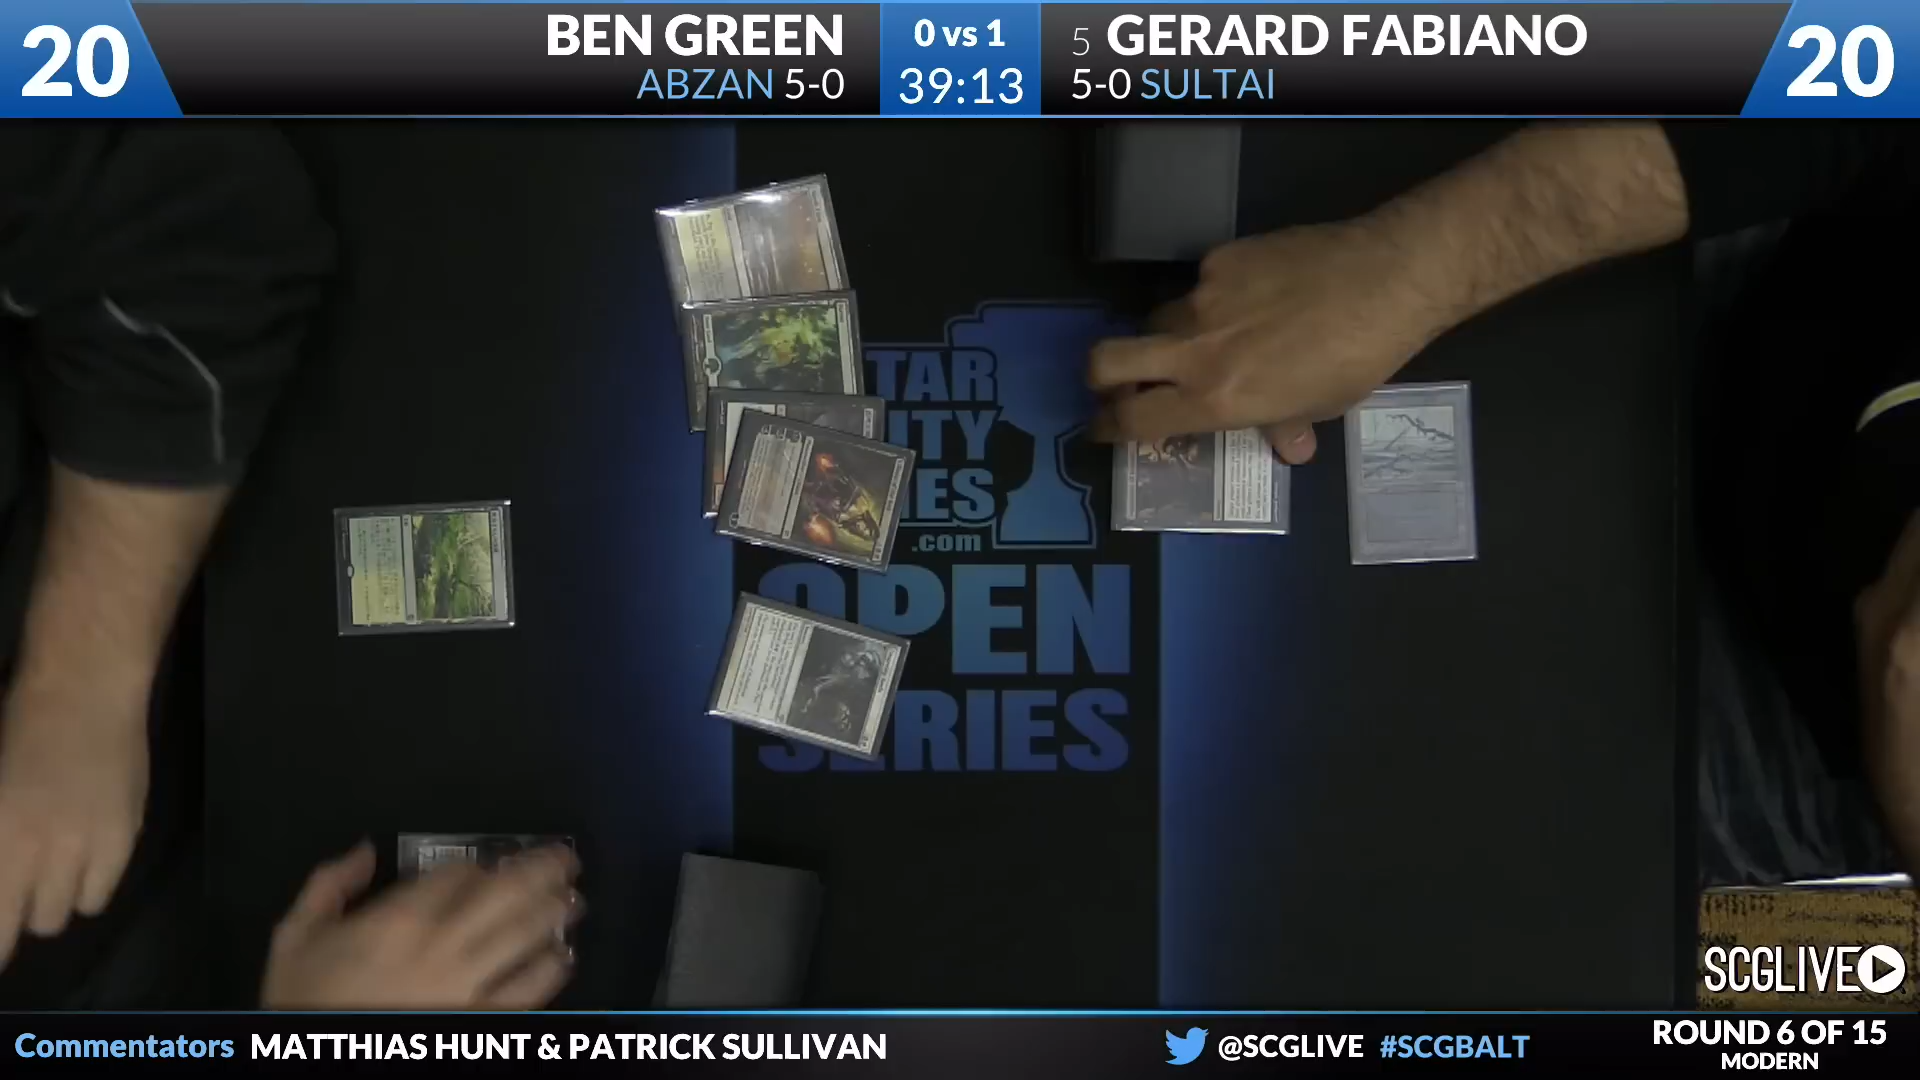 20
BEN GREEN
ABZAN 5-0
0 vs 1
39:13
5 GERARD FABIANO
5-0 SULTAI
20
TAR
ITY
IES
.com
OPEN
SERIES
SCGLIVE
Commentators MATTHIAS HUNT & PATRICK SULLIVAN
@SCGLIVE #SCGBALT
ROUND 6 OF 15
MODERN